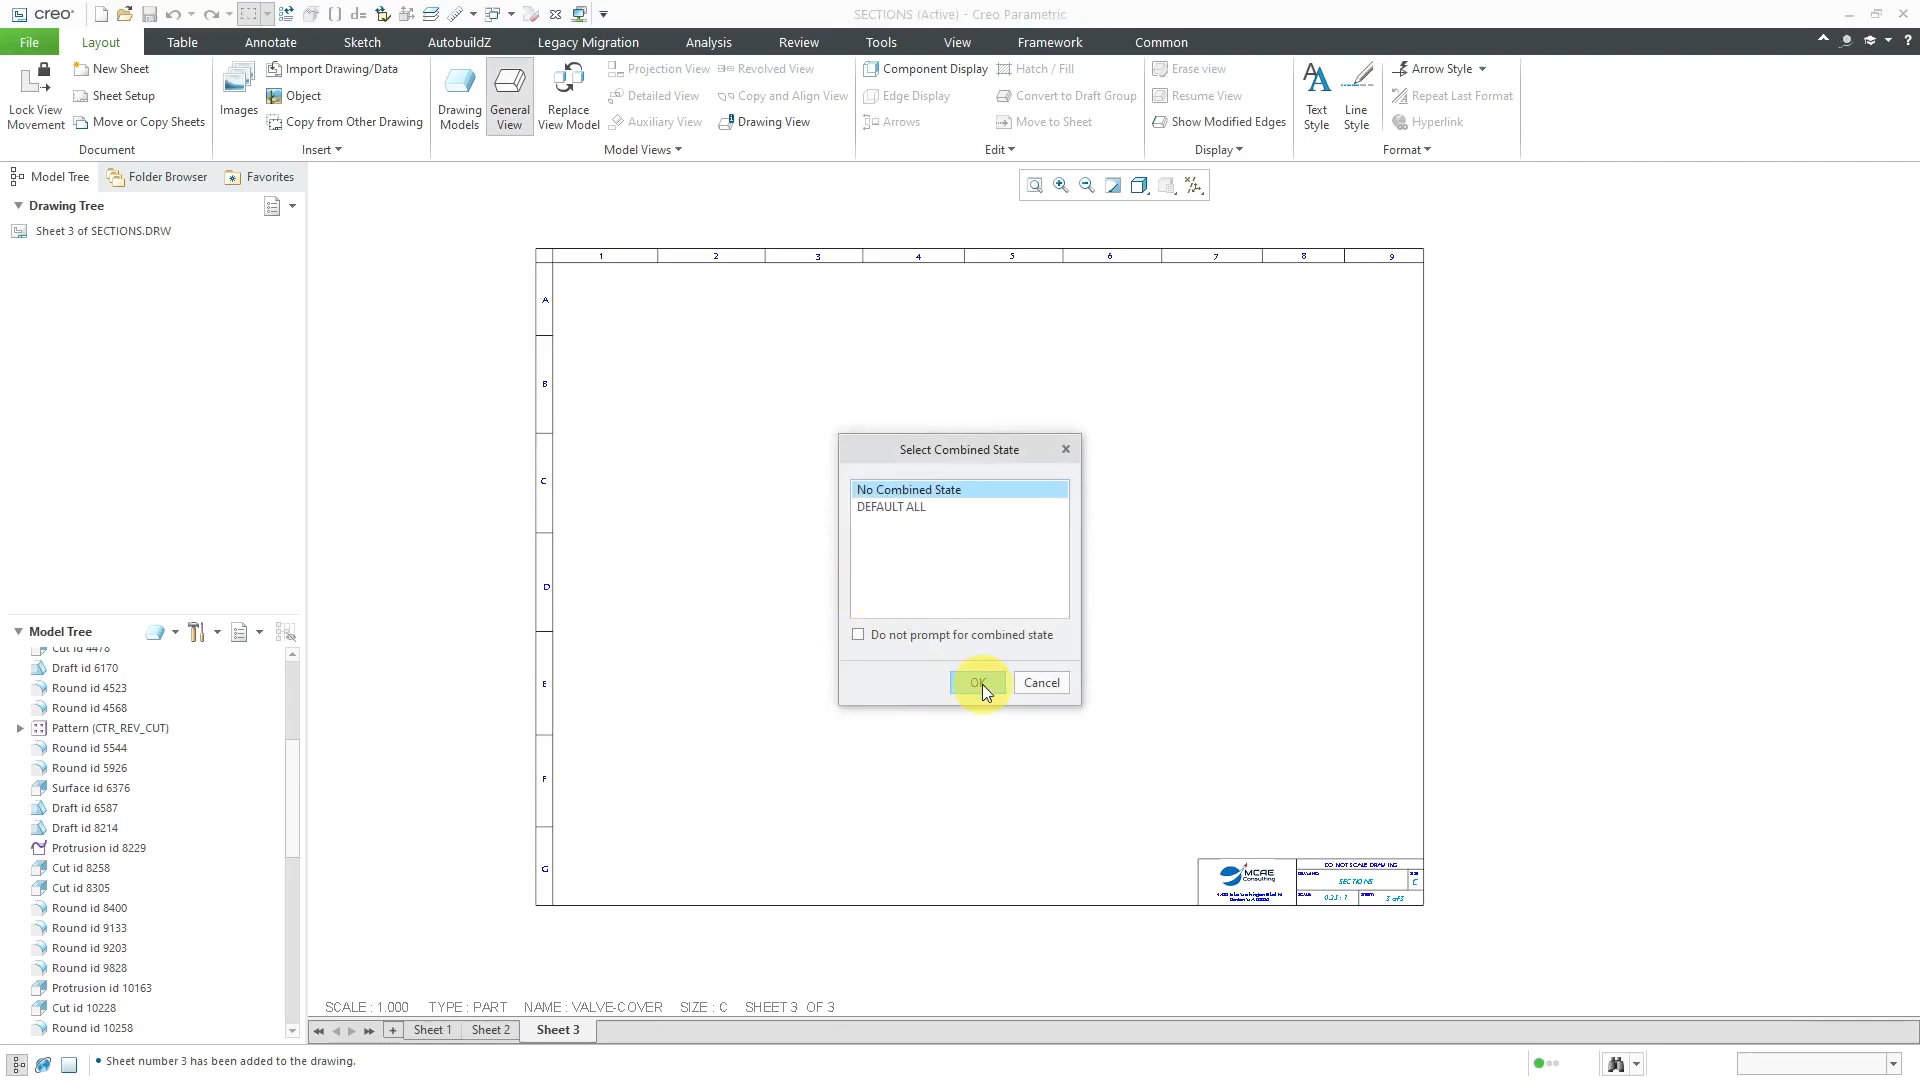 creo
SECTIONS (Active) - Creo Parametric
File
Layout
Table
Annotate
Sketch
AutobuildZ
Legacy Migration
Analysis
Review
Tools
View
Framework
Common
Lock View Movement
New Sheet
Sheet Setup
Move or Copy Sheets
Document
Images
Import Drawing/Data
Object
Copy from Other Drawing
Insert
Drawing Models
General View
Replace View Model
Projection View
Detailed View
Auxiliary View
Revolved View
Copy and Align View
Drawing View
Model Views
Component Display
Edge Display
Arrows
Hatch / Fill
Convert to Draft Group
Move to Sheet
Edit
Erase view
Resume View
Show Modified Edges
Display
Text Style
Line Style
Arrow Style
Repeat Last Format
Hyperlink
Format
Model Tree
Folder Browser
Favorites
Drawing Tree
Sheet 3 of SECTIONS.DRW
1 2 3 4 5 6 7 8 9
A
B
C
D
E
F
G
Select Combined State
No Combined State
DEFAULT ALL
Do not prompt for combined state
OK
Cancel
Model Tree
Cut id 4478
Draft id 6170
Round id 4523
Round id 4568
Pattern (CTR_REV_CUT)
Round id 5544
Round id 5926
Surface id 6376
Draft id 6587
Draft id 8214
Protrusion id 8229
Cut id 8258
Cut id 8305
Round id 8400
Round id 9133
Round id 9203
Round id 9828
Protrusion id 10163
Cut id 10228
Round id 10258
MCAE
Consulting
DO NOT SCALE DRAWING
SECTIONS
C
3 of 3
SCALE : 1.000 TYPE : PART NAME : VALVE-COVER SIZE : C SHEET 3 OF 3
Sheet 1
Sheet 2
Sheet 3
Sheet number 3 has been added to the drawing.